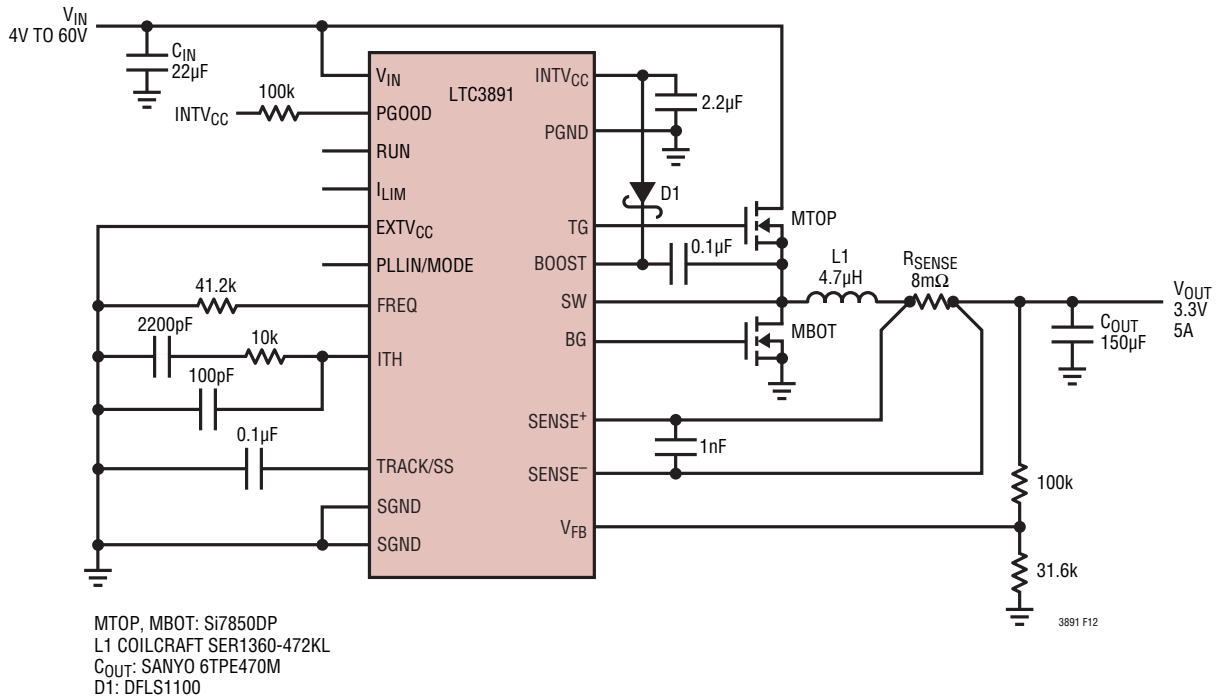 VIN
4V TO 60V
CIN
22µF
INTVCC
100k
LTC3891
VIN
PGOOD
RUN
ILIM
EXTVCC
PLLIN/MODE
FREQ
ITH
TRACK/SS
SGND
SGND
INTVCC
PGND
TG
BOOST
SW
BG
SENSE+
SENSE–
VFB
41.2k
2200pF
10k
100pF
0.1µF
2.2µF
D1
MTOP
0.1µF
L1
4.7µH
RSENSE
8mΩ
MBOT
VOUT
3.3V
5A
COUT
150µF
1nF
100k
31.6k
3891 F12
MTOP, MBOT: Si7850DP
L1 COILCRAFT SER1360-472KL
COUT: SANYO 6TPE470M
D1: DFLS1100